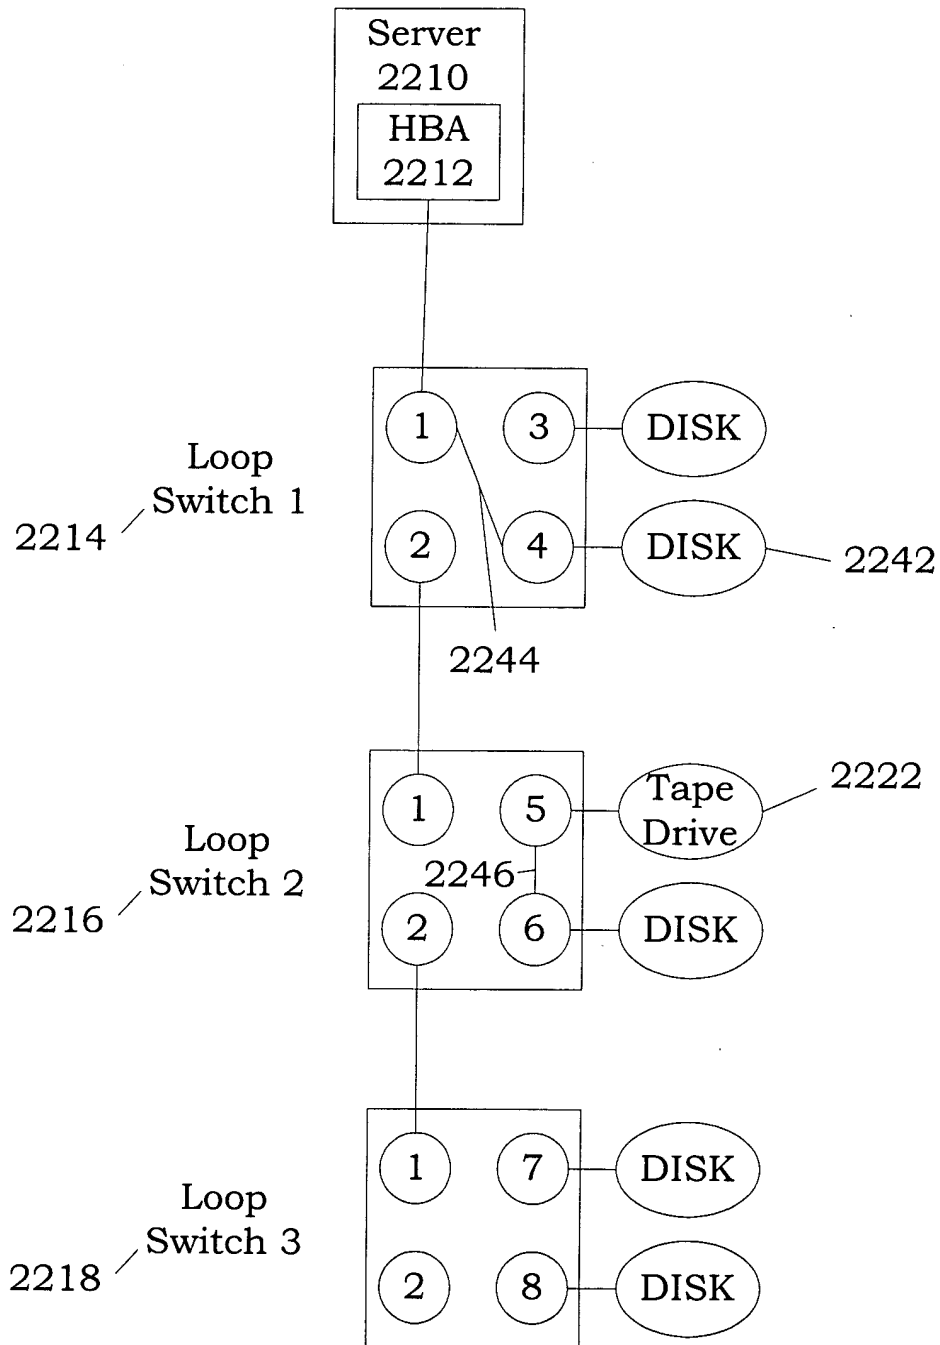 Server
2210
HBA
2212
1
3
DISK
Loop
Switch 1
2214
2
4
DISK
2242
2244
1
5
Tape
Drive
2222
Loop
Switch 2
2216
2246
2
6
DISK
1
7
DISK
Loop
Switch 3
2218
2
8
DISK